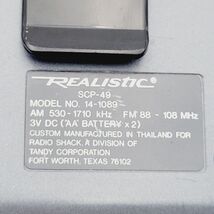 REALISTIC
SCP-49
MODEL NO. 14-1089
AM 530-1710 kHz FM 88 - 108 MHz
3V DC ("AA" BATTERY x 2)
CUSTOM MANUFACTURED IN THAILAND FOR
RADIO SHACK, A DIVISION OF
TANDY CORPORATION
FORT WORTH, TEXAS 76102